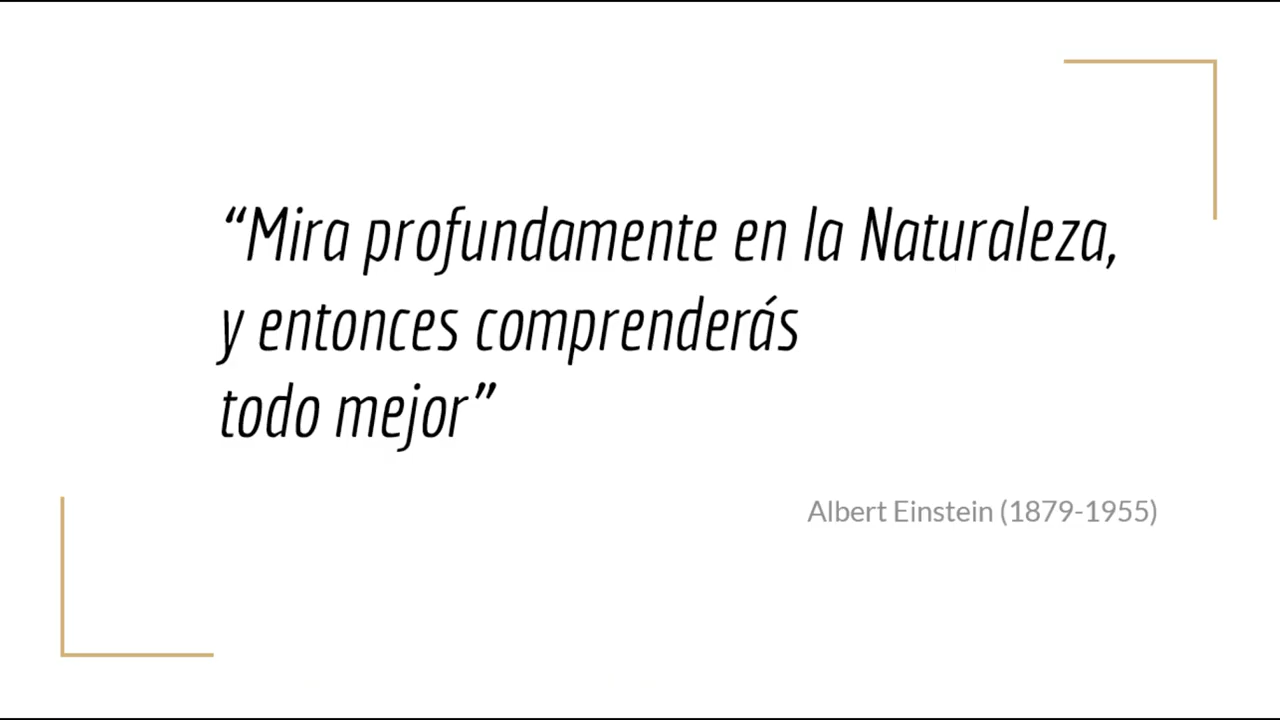 “Mira profundamente en la Naturaleza,
y entonces comprenderás
todo mejor”
Albert Einstein (1879-1955)